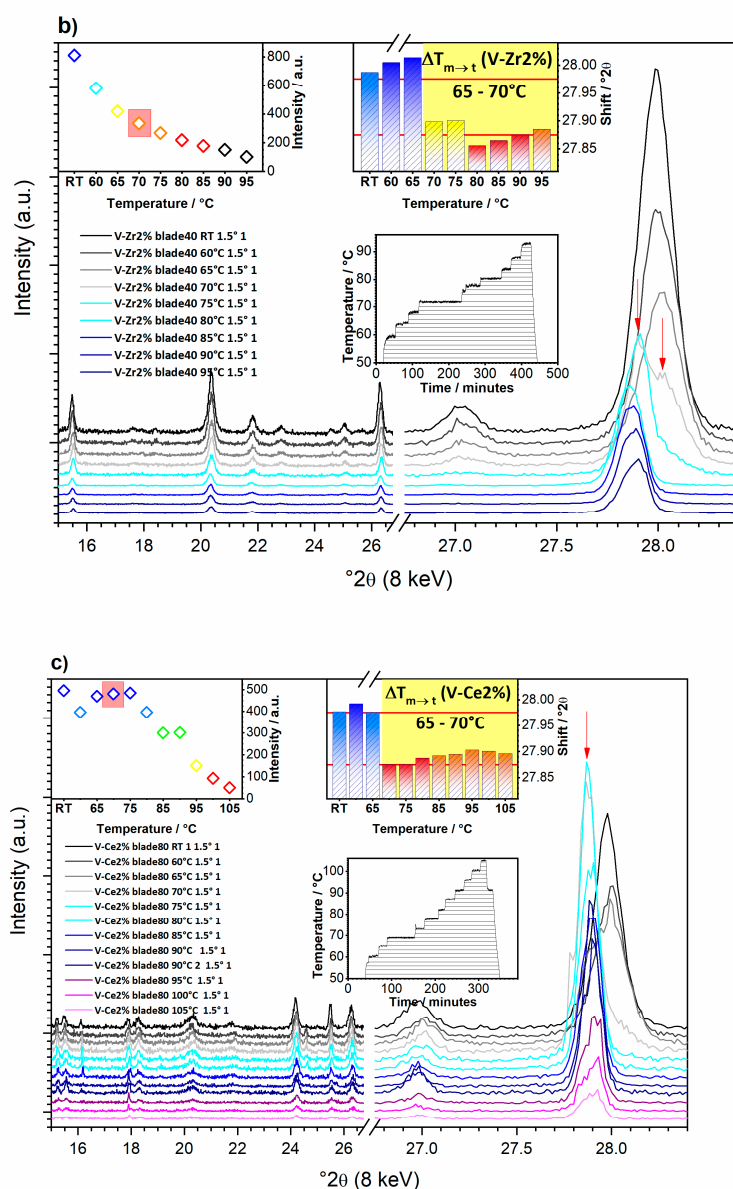 b)
800
600
400
200
0
Intensity / a.u.
RT 60 65 70 75 80 85 90 95
Temperature / °C
ΔTm→t (V-Zr2%)
65 - 70°C
28.00
27.95
27.90
27.85
Shift / °2θ
RT 60 65 70 75 80 85 90 95
Temperature / °C
V-Zr2% blade40 RT 1.5° 1
V-Zr2% blade40 60°C 1.5° 1
V-Zr2% blade40 65°C 1.5° 1
V-Zr2% blade40 70°C 1.5° 1
V-Zr2% blade40 75°C 1.5° 1
V-Zr2% blade40 80°C 1.5° 1
V-Zr2% blade40 85°C 1.5° 1
V-Zr2% blade40 90°C 1.5° 1
V-Zr2% blade40 95°C 1.5° 1
90
80
70
60
50
Temperature / °C
0 100 200 300 400 500
Time / minutes
Intensity (a.u.)
16 18 20 22 24 26 27.0 27.5 28.0
°2θ (8 keV)
c)
500
400
300
200
100
0
Intensity / a.u.
RT 65 75 85 95 105
Temperature / °C
ΔTm→t (V-Ce2%)
65 - 70°C
28.00
27.95
27.90
27.85
Shift / °2θ
RT 65 75 85 95 105
Temperature / °C
V-Ce2% blade80 RT 1 1.5° 1
V-Ce2% blade80 60°C 1.5° 1
V-Ce2% blade80 65°C 1.5° 1
V-Ce2% blade80 70°C 1.5° 1
V-Ce2% blade80 75°C 1.5° 1
V-Ce2% blade80 80°C 1.5° 1
V-Ce2% blade80 85°C 1.5° 1
V-Ce2% blade80 90°C 1.5° 1
V-Ce2% blade80 90°C 2 1.5° 1
V-Ce2% blade80 95°C 1.5° 1
V-Ce2% blade80 100°C 1.5° 1
V-Ce2% blade80 105°C 1.5° 1
100
90
80
70
60
50
Temperature / °C
0 100 200 300
Time / minutes
Intensity (a.u.)
16 18 20 22 24 26 27.0 27.5 28.0
°2θ (8 keV)